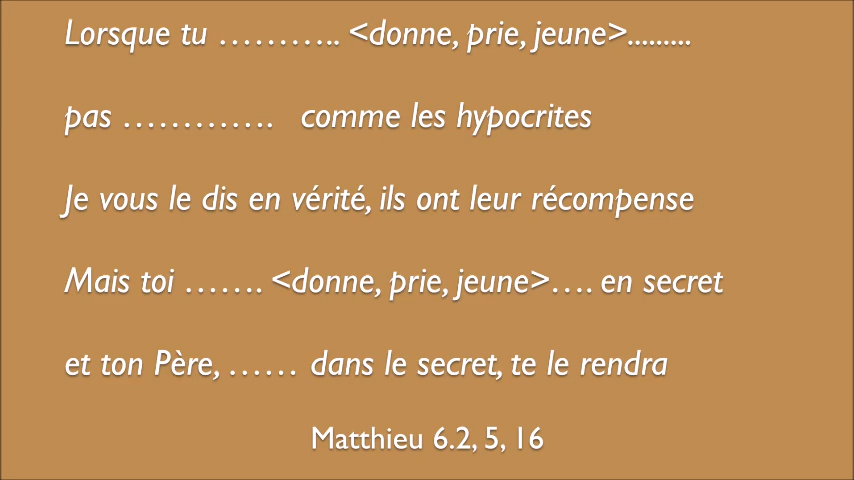 Lorsque tu ……….. <donne, prie, jeune>.........
pas …………. comme les hypocrites
Je vous le dis en vérité, ils ont leur récompense
Mais toi ……. <donne, prie, jeune>…. en secret
et ton Père, …… dans le secret, te le rendra
Matthieu 6.2, 5, 16